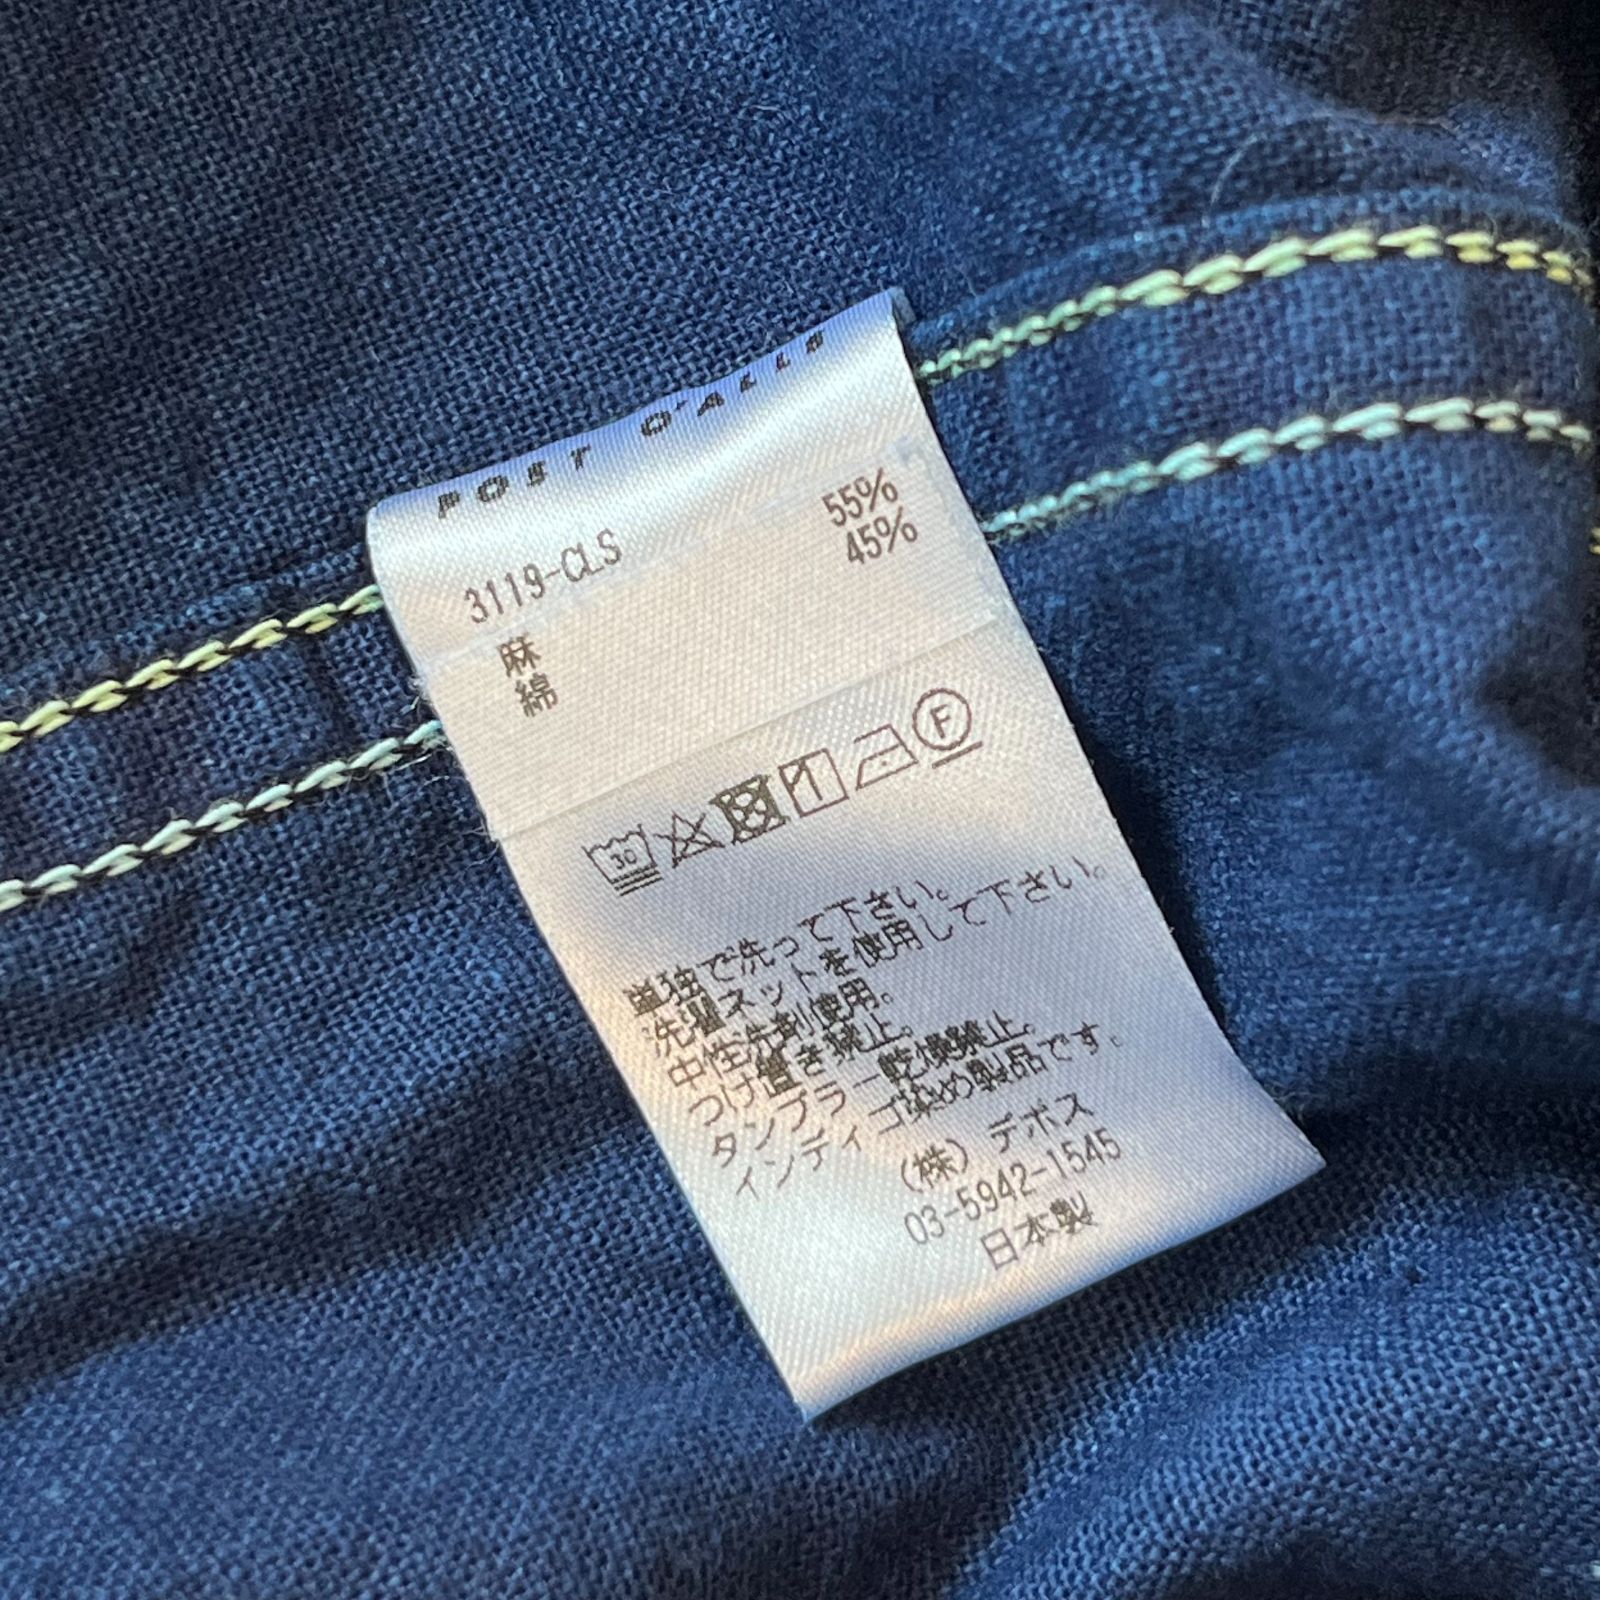 POST O'ALLS
3119-CLS
麻 55%
綿 45%
30 F
単独で洗って下さい。
洗濯ネットを使用して下さい。
中性洗剤使用。
つけ置き禁止。
タンブラー乾燥禁止。
インディゴ染め製品です。
(株) デポス
03-5942-1545
日本製